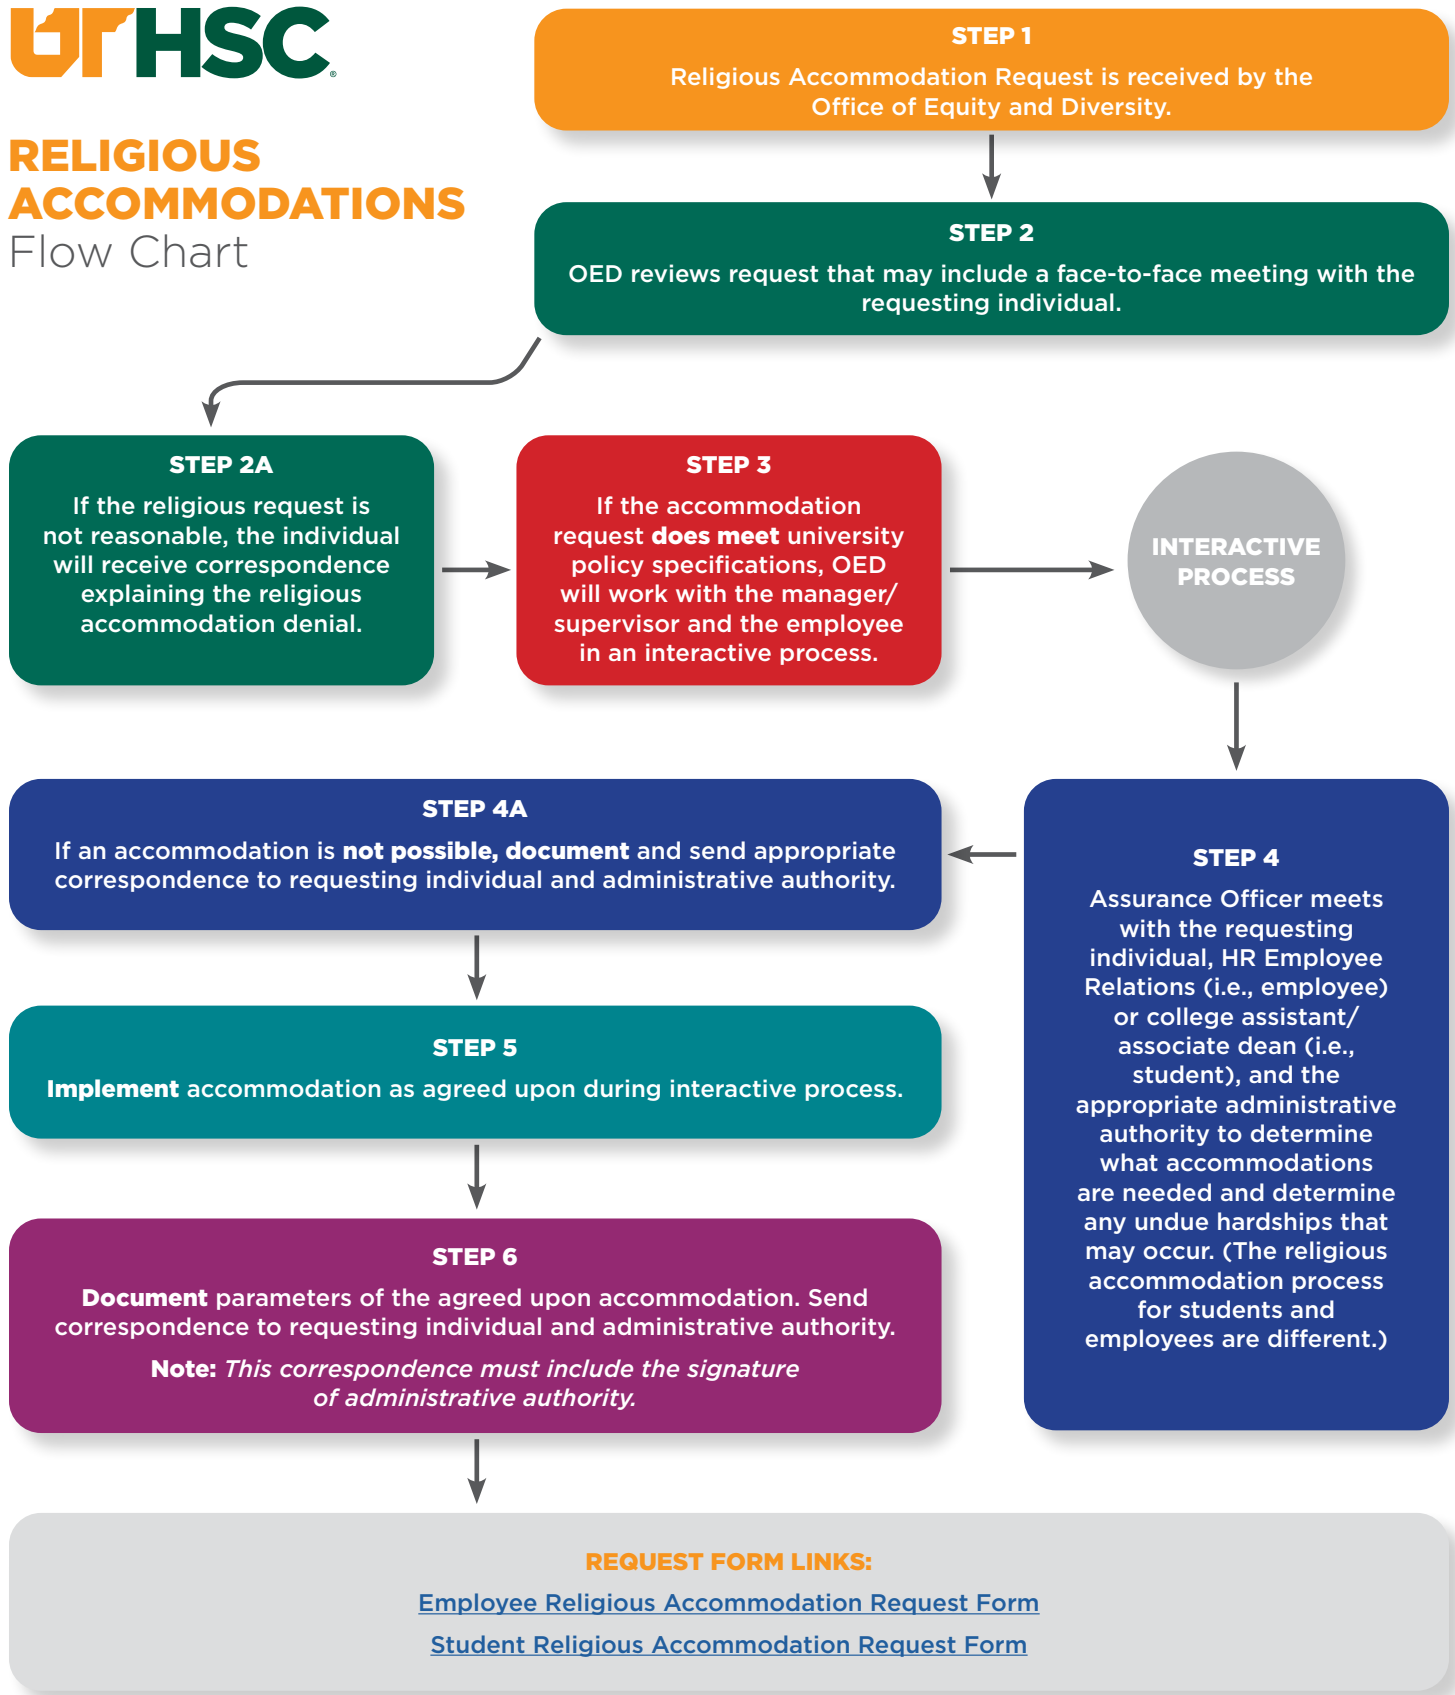 UTHSC®
RELIGIOUS
ACCOMMODATIONS
Flow Chart
STEP 1
Religious Accommodation Request is received by the
Office of Equity and Diversity.
STEP 2
OED reviews request that may include a face-to-face meeting with the
requesting individual.
STEP 2A
If the religious request is
not reasonable, the individual
will receive correspondence
explaining the religious
accommodation denial.
STEP 3
If the accommodation
request does meet university
policy specifications, OED
will work with the manager/
supervisor and the employee
in an interactive process.
INTERACTIVE
PROCESS
STEP 4
Assurance Officer meets
with the requesting
individual, HR Employee
Relations (i.e., employee)
or college assistant/
associate dean (i.e.,
student), and the
appropriate administrative
authority to determine
what accommodations
are needed and determine
any undue hardships that
may occur. (The religious
accommodation process
for students and
employees are different.)
STEP 4A
If an accommodation is not possible, document and send appropriate
correspondence to requesting individual and administrative authority.
STEP 5
Implement accommodation as agreed upon during interactive process.
STEP 6
Document parameters of the agreed upon accommodation. Send
correspondence to requesting individual and administrative authority.
Note: This correspondence must include the signature
of administrative authority.
REQUEST FORM LINKS:
Employee Religious Accommodation Request Form
Student Religious Accommodation Request Form